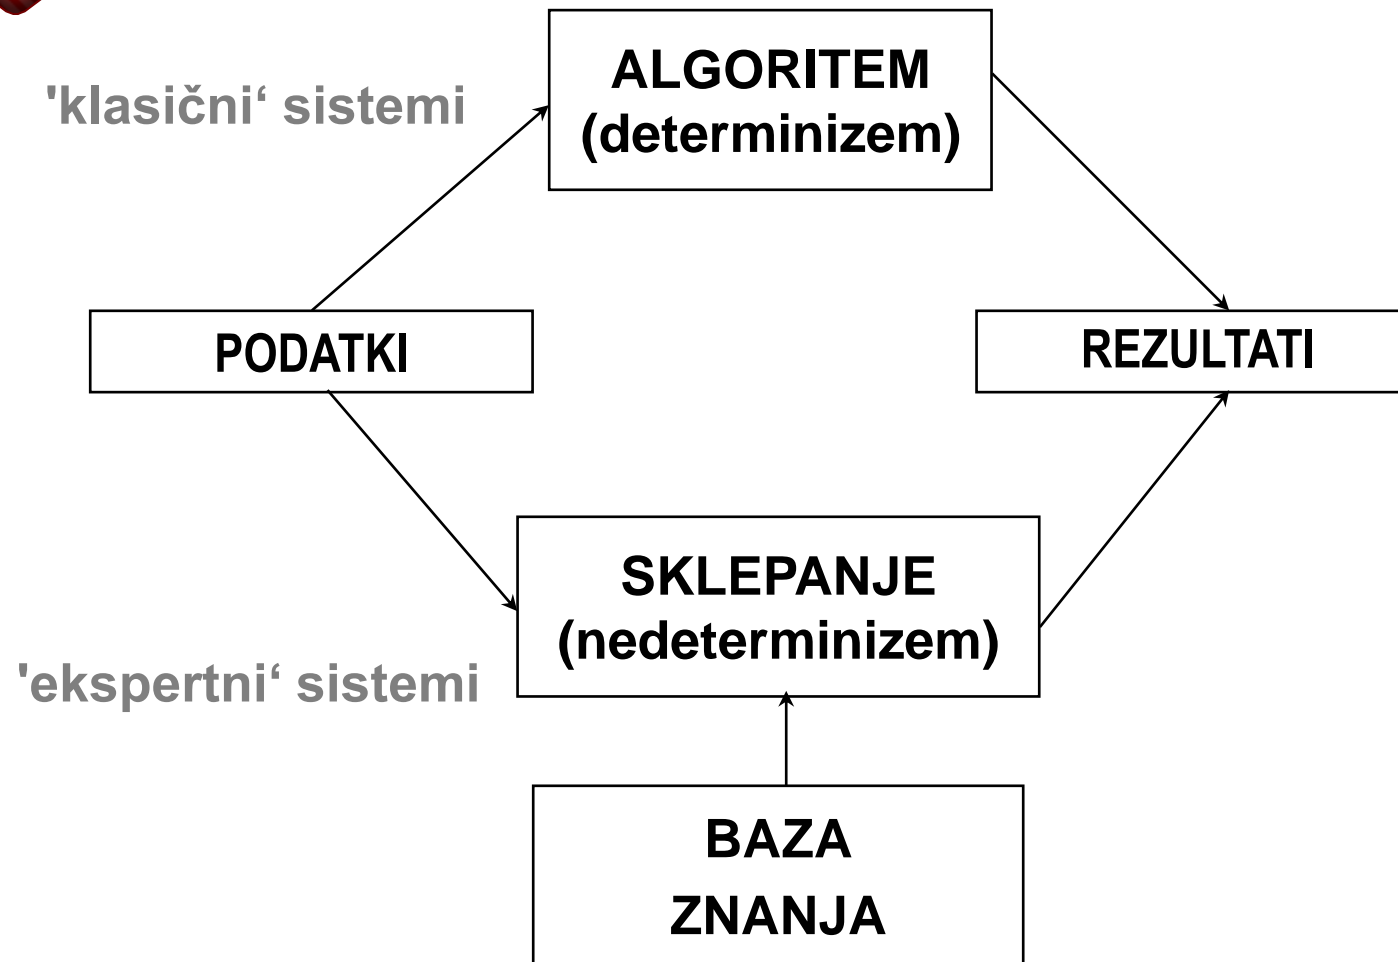 ALGORITEM
(determinizem)
'klasični‘ sistemi
PODATKI
REZULTATI
SKLEPANJE
(nedeterminizem)
'ekspertni‘ sistemi
BAZA
ZNANJA